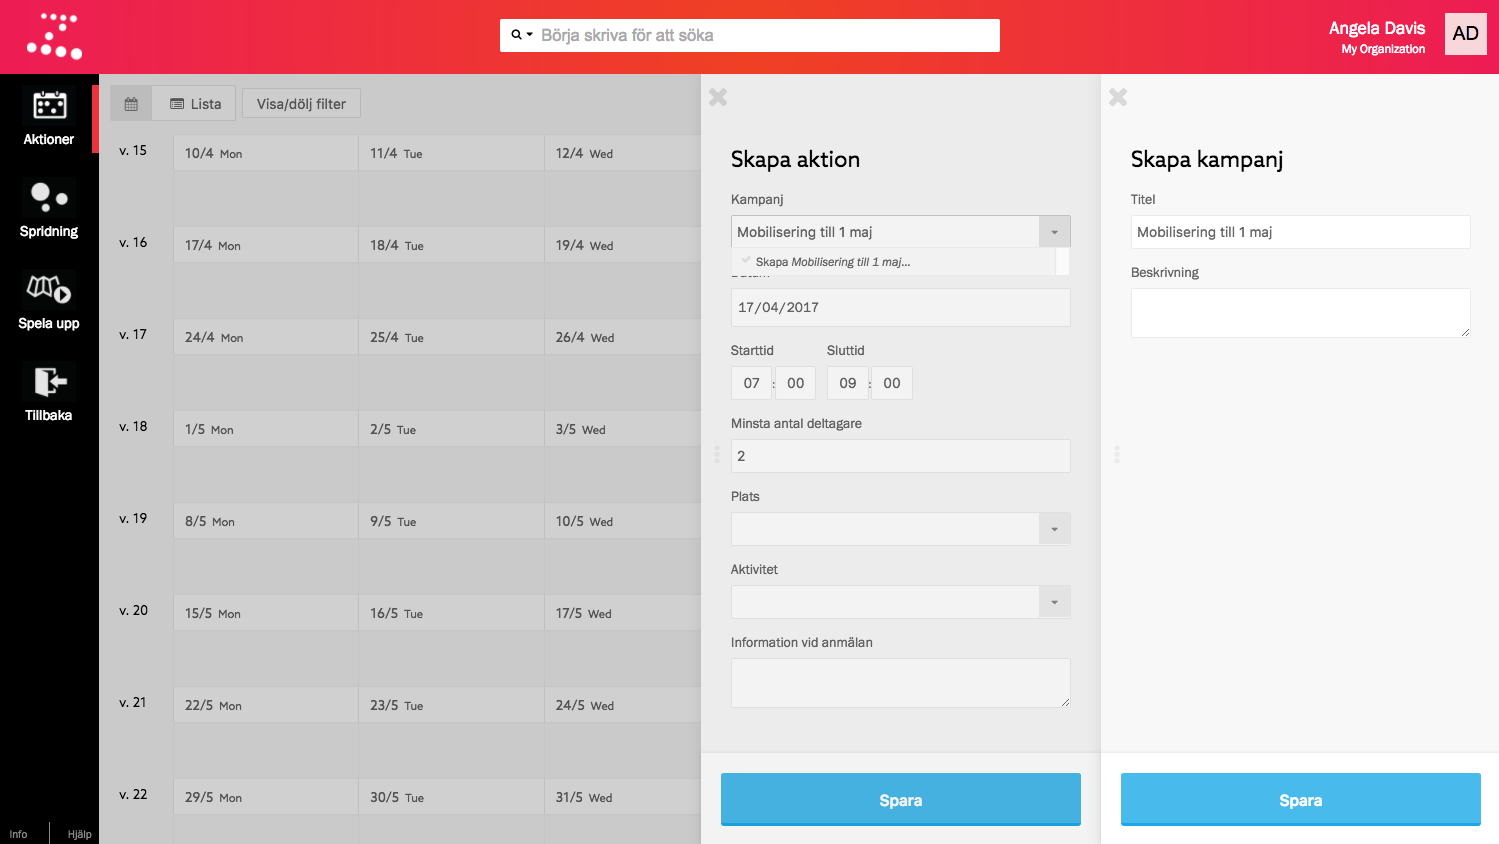 Börja skriva för att söka
Angela Davis
My Organization
AD
Aktioner
Spridning
Spela upp
Tillbaka
Info
Hjälp
Lista
Visa/dölj filter
v. 15
10/4 Mon
11/4 Tue
12/4 Wed
v. 16
17/4 Mon
18/4 Tue
19/4 Wed
v. 17
24/4 Mon
25/4 Tue
26/4 Wed
v. 18
1/5 Mon
2/5 Tue
3/5 Wed
v. 19
8/5 Mon
9/5 Tue
10/5 Wed
v. 20
15/5 Mon
16/5 Tue
17/5 Wed
v. 21
22/5 Mon
23/5 Tue
24/5 Wed
v. 22
29/5 Mon
30/5 Tue
31/5 Wed
Skapa aktion
Kampanj
Mobilisering till 1 maj
Skapa Mobilisering till 1 maj...
Datum
17/04/2017
Starttid
Sluttid
07 : 00
09 : 00
Minsta antal deltagare
2
Plats
Aktivitet
Information vid anmälan
Spara
Skapa kampanj
Titel
Mobilisering till 1 maj
Beskrivning
Spara